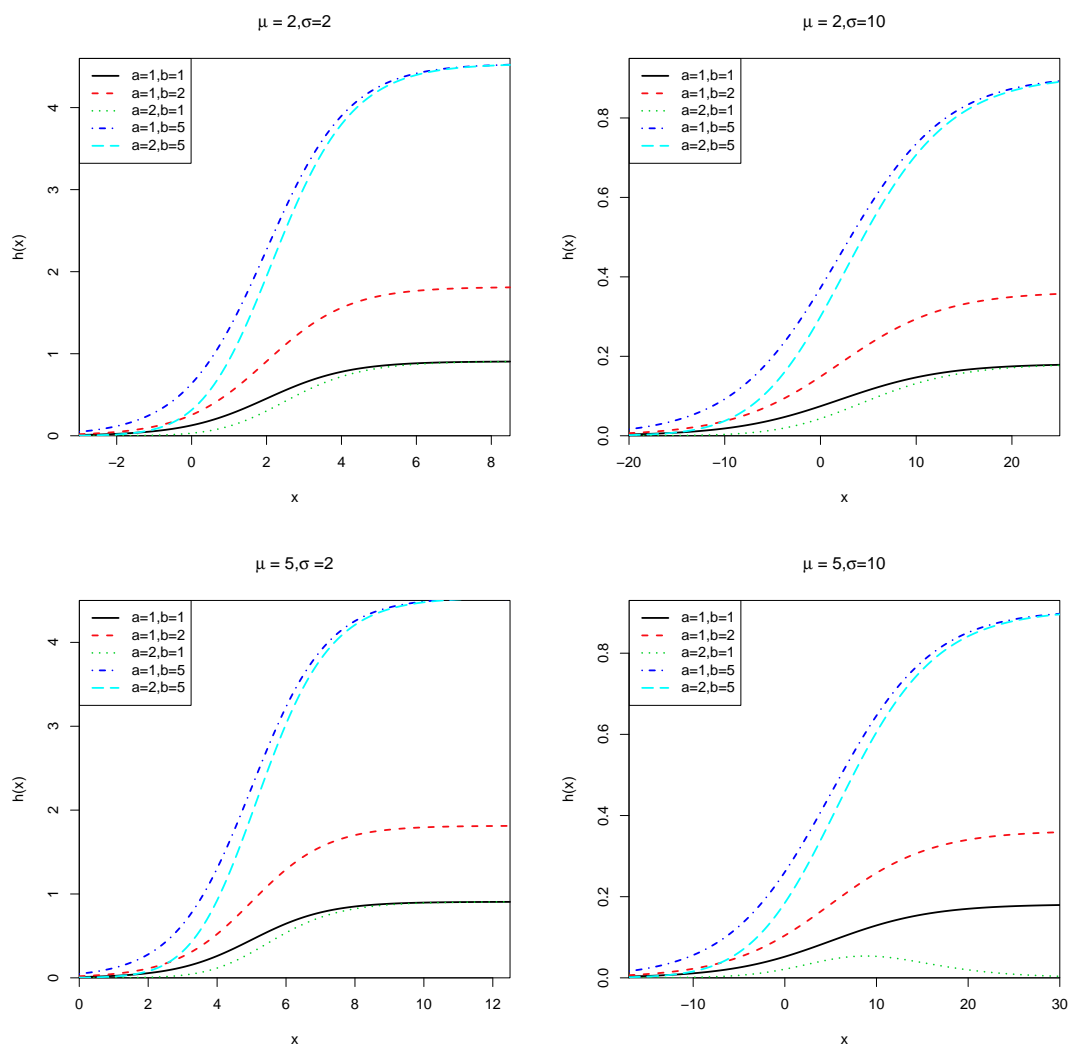 μ = 2,σ=2
a=1,b=1
a=1,b=2
a=2,b=1
a=1,b=5
a=2,b=5
h(x)
0
1
2
3
4
−2
0
2
4
6
8
x
μ = 2,σ=10
a=1,b=1
a=1,b=2
a=2,b=1
a=1,b=5
a=2,b=5
h(x)
0.0
0.2
0.4
0.6
0.8
−20
−10
0
10
20
x
μ = 5,σ =2
a=1,b=1
a=1,b=2
a=2,b=1
a=1,b=5
a=2,b=5
h(x)
0
1
2
3
4
0
2
4
6
8
10
12
x
μ = 5,σ=10
a=1,b=1
a=1,b=2
a=2,b=1
a=1,b=5
a=2,b=5
h(x)
0.0
0.2
0.4
0.6
0.8
−10
0
10
20
30
x